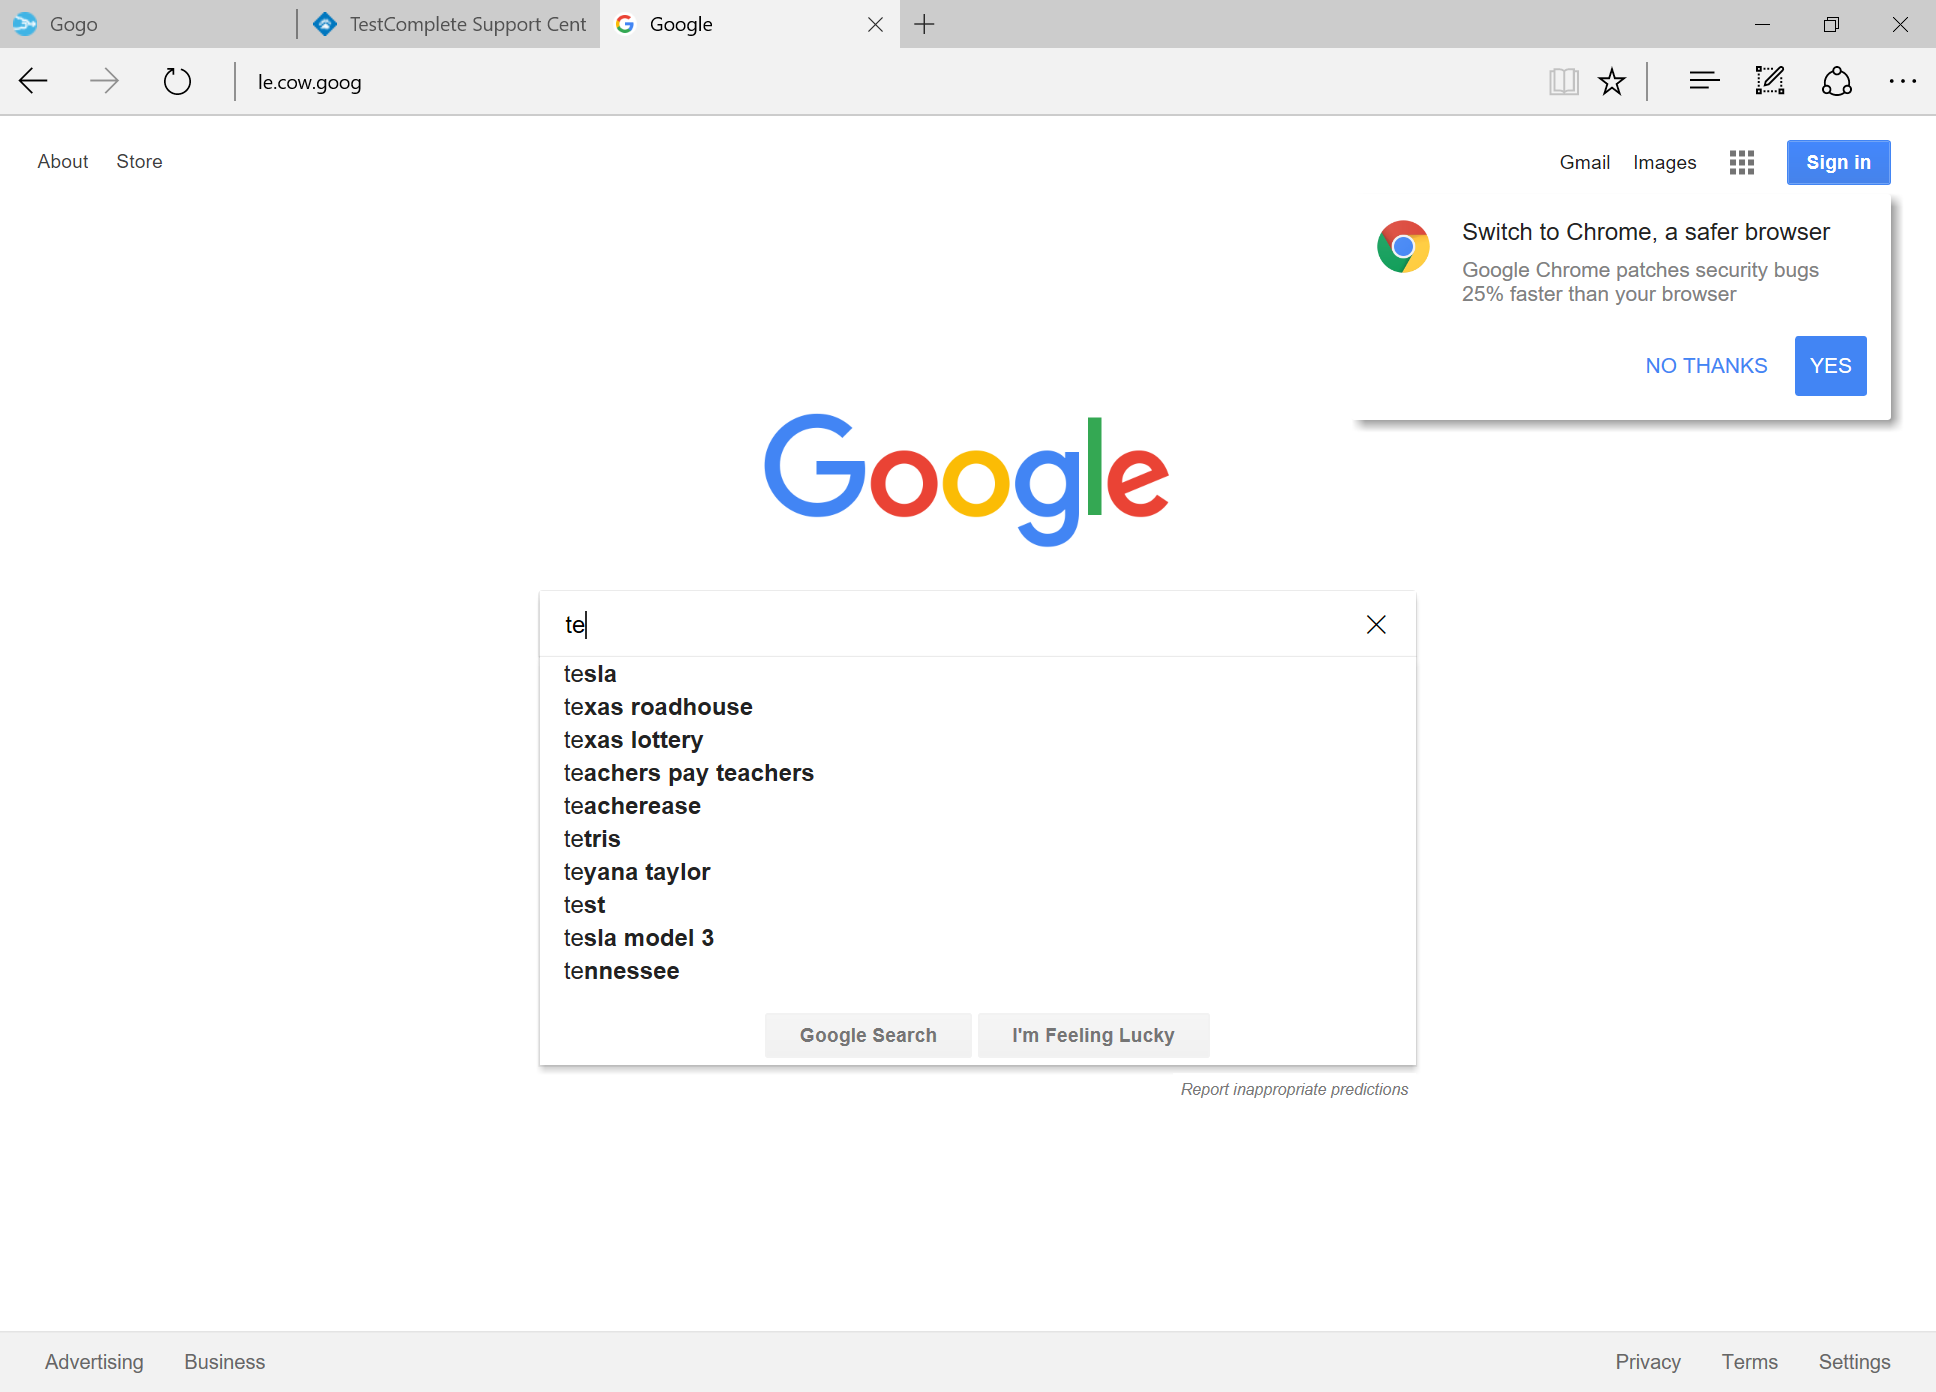 Gogo
TestComplete Support Cent
Google
le.cow.goog
About Store
Gmail Images Sign in
Switch to Chrome, a safer browser
Google Chrome patches security bugs
25% faster than your browser
NO THANKS YES
Google
te
tesla
texas roadhouse
texas lottery
teachers pay teachers
teacherease
tetris
teyana taylor
test
tesla model 3
tennessee
Google Search I'm Feeling Lucky
Report inappropriate predictions
Advertising Business Privacy Terms Settings